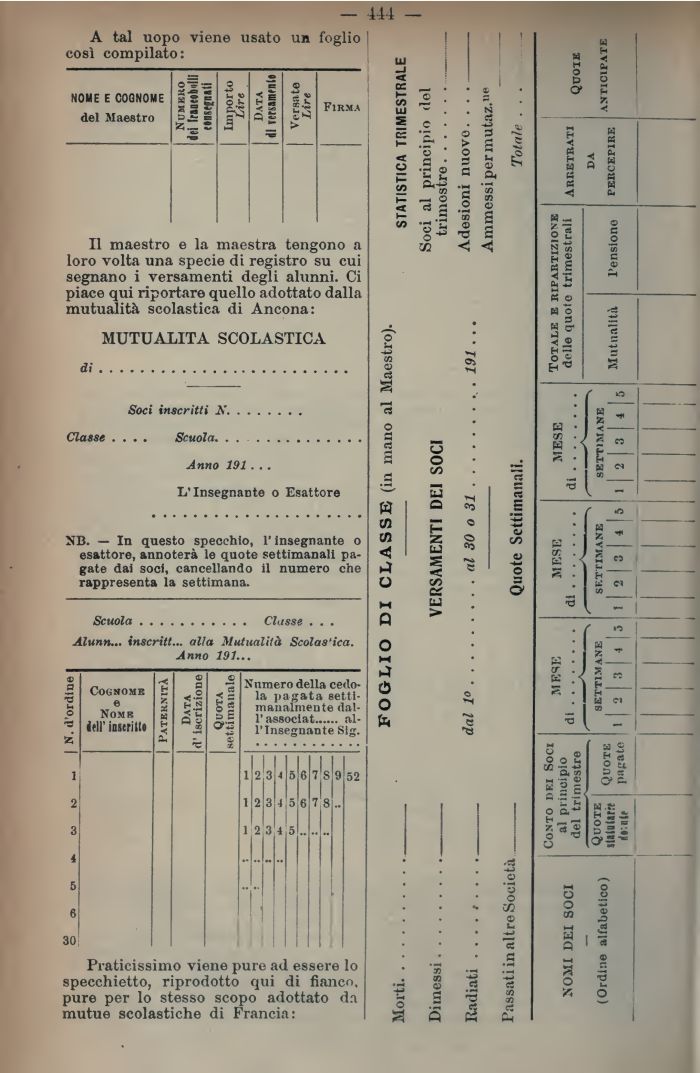 — 444 —
A tal uopo viene usato un foglio
così compilato:
NOME E COGNOME
del Maestro
NUMERO
dei francobolli
consegnati
Importo
Lire
DATA
di versamento
Versate
Lire
FIRMA
Il maestro e la maestra tengono a
loro volta una specie di registro su cui
segnano i versamenti degli alunni. Ci
piace qui riportare quello adottato dalla
mutualità scolastica di Ancona:
MUTUALITA SCOLASTICA
di . . . . . . . . . . . . . . . . . . . . . . . .
Soci inscritti N. . . . . . . .
Classe . . . . Scuola. . . . . . . . . . . . . . .
Anno 191 . . .
L'Insegnante o Esattore
. . . . . . . . . . . . . . . . . . . .
NB. — In questo specchio, l'insegnante o
esattore, annoterà le quote settimanali pa-
gate dai soci, cancellando il numero che
rappresenta la settimana.
Scuola . . . . . . . . . . . Classe . . .
Alunn... inscritt... alla Mutualità Scolastica.
Anno 191...
N. d'ordine
COGNOME
e
NOME
dell' inscritto
PATERNITÀ
DATA
d' iscrizione
QUOTA
settimanale
Numero della cedo-
la pagata setti-
manalmente dal-
l' associat...... al-
l'Insegnante Sig.
. . . . . . . . . . . .
1 1 2 3 4 5 6 7 8 9 52
2 1 2 3 4 5 6 7 8 ..
3 1 2 3 4 5 .. .. ..
4 .. .. .. ..
5 .. ..
6
30
Praticissimo viene pure ad essere lo
specchietto, riprodotto qui di fianco,
pure per lo stesso scopo adottato da
mutue scolastiche di Francia:
FOGLIO DI CLASSE (in mano al Maestro).
STATISTICA TRIMESTRALE
Soci al principio del
trimestre . . . . . . . .
Adesioni nuove . . . .
Ammessi per mutaz.ne
Totale . . . .
VERSAMENTI DEI SOCI
dal 1º . . . . . . . . . . al 30 o 31 . . . . . . . . . . 191 . . .
Quote Settimanali.
Morti. . . . . . . . . . . .
Dimessi . . . . . . . . . .
Radiati . . . . . . . . . .
Passati in altre Società
NOMI DEI SOCI
—
(Ordine alfabetico)
CONTO DEI SOCI
al principio
del trimestre
QUOTE
statutarie
dovute
QUOTE
pagate
MESE
di . . . . . . . . .
SETTIMANE
1 2 3 4 5
MESE
di . . . . . . . . .
SETTIMANE
1 2 3 4 5
MESE
di . . . . . . . . .
SETTIMANE
1 2 3 4 5
TOTALE E RIPARTIZIONE
delle quote trimestrali
Mutualità
Pensione
ARRETRATI
DA
PERCEPIRE
QUOTE
ANTICIPATE